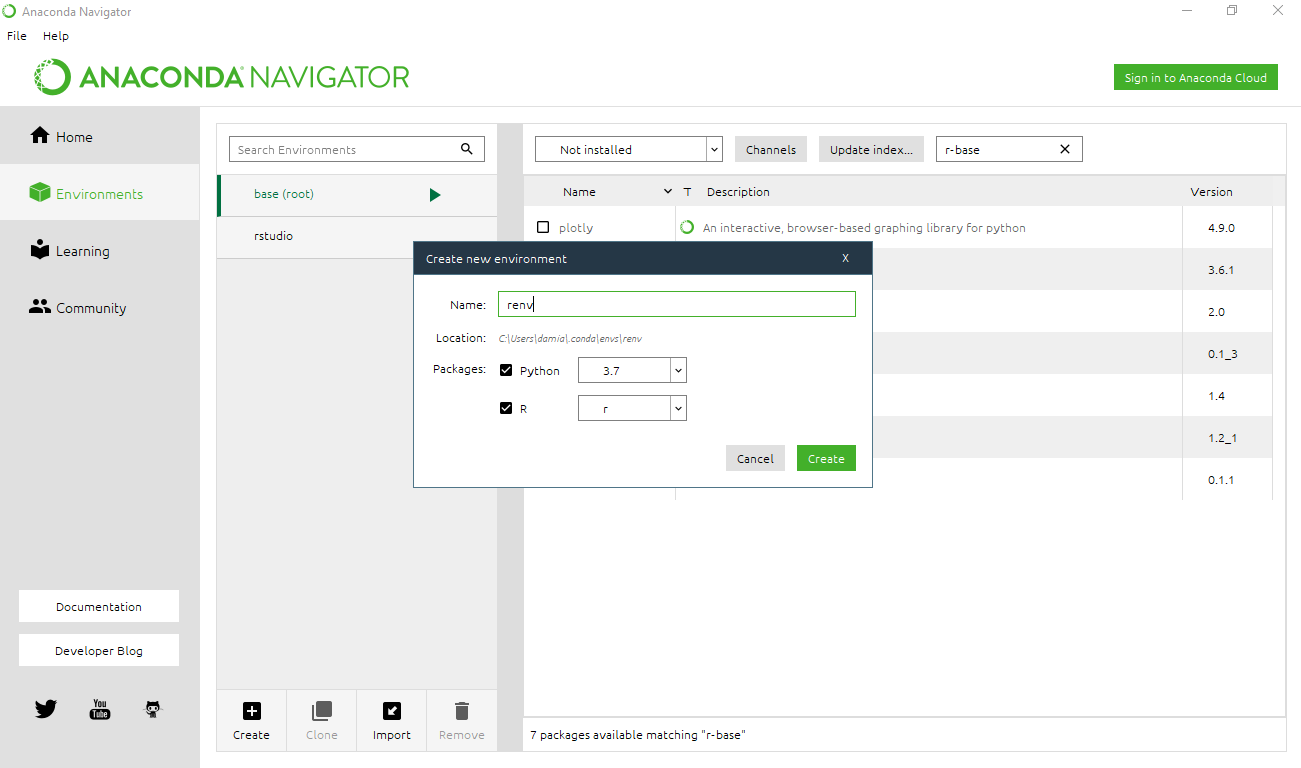 Anaconda Navigator
File Help
ANACONDA NAVIGATOR
Sign in to Anaconda Cloud
Home
Environments
Learning
Community
Documentation
Developer Blog
You
Tube
Search Environments
base (root)
rstudio
Create
Clone
Import
Remove
Not installed
Channels
Update index...
r-base
Name T Description Version
plotly An interactive, browser-based graphing library for python 4.9.0
3.6.1
2.0
0.1_3
1.4
1.2_1
0.1.1
7 packages available matching "r-base"
Create new environment X
Name: renv
Location: C:\Users\damia\.conda\envs\renv
Packages: Python 3.7
R r
Cancel Create